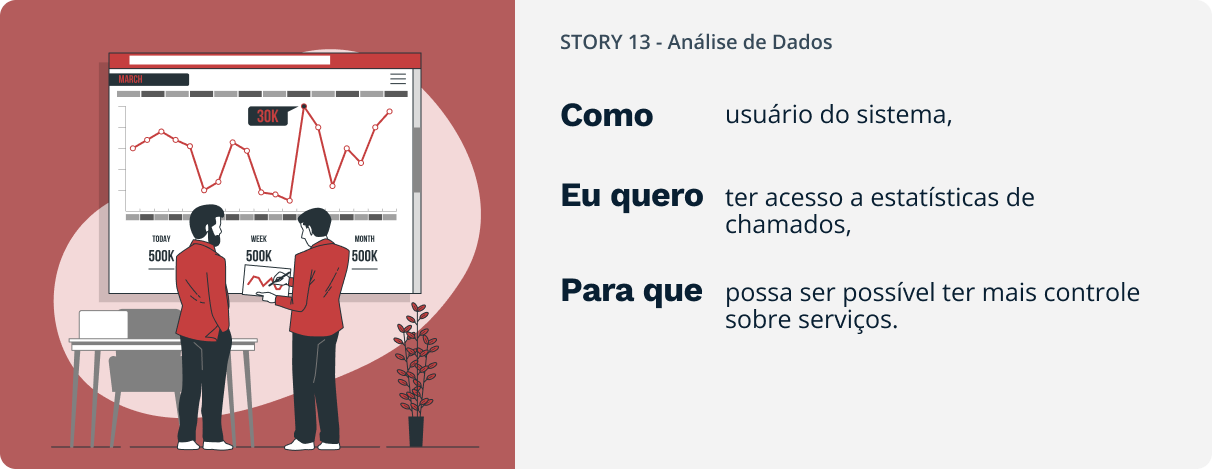 MARCH
30K
TODAY
WEEK
MONTH
500K
500K
500K
STORY 13 - Análise de Dados
Como
usuário do sistema,
Eu quero
ter acesso a estatísticas de
chamados,
Para que
possa ser possível ter mais controle
sobre serviços.